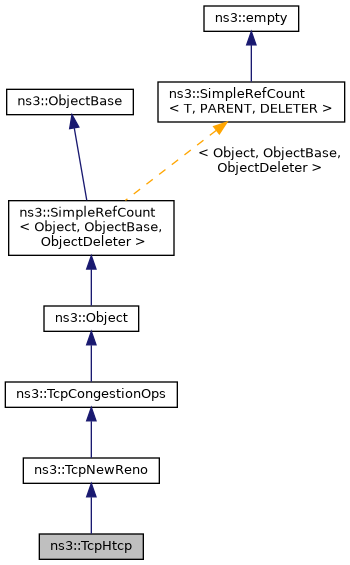 ns3::empty
ns3::SimpleRefCount
< T, PARENT, DELETER >
ns3::ObjectBase
< Object, ObjectBase,
ObjectDeleter >
ns3::SimpleRefCount
< Object, ObjectBase,
ObjectDeleter >
ns3::Object
ns3::TcpCongestionOps
ns3::TcpNewReno
ns3::TcpHtcp